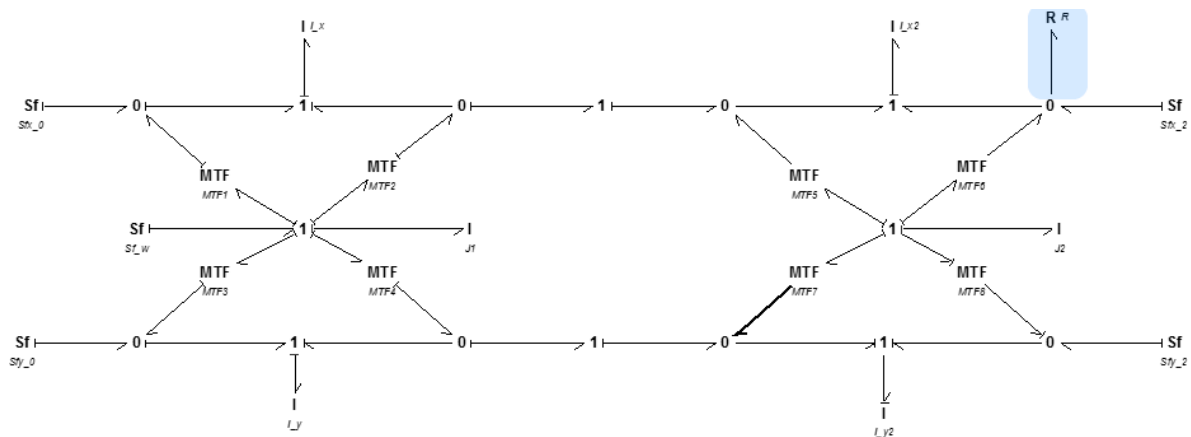 I I_x
I I_x2
R R
Sf 0 1 0 1 0 1 0 Sf
Sfx_0
Sfx_2
MTF MTF MTF MTF
MTF1 MTF2 MTF5 MTF6
Sf 1 I 1 I
Sf_w J1 J2
MTF MTF MTF MTF
MTF3 MTF4 MTF7 MTF8
Sf 0 1 0 1 0 1 0 Sf
Sfy_0
Sfy_2
I
I_y
I
I_y2